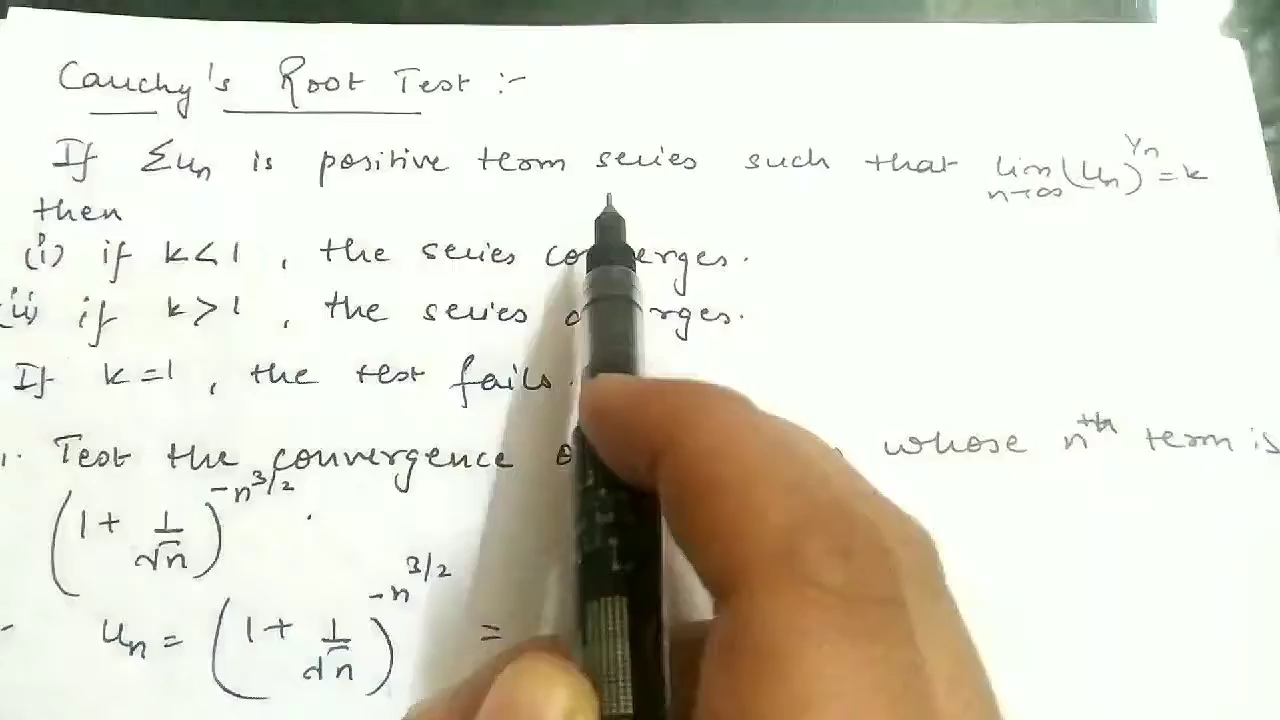 Cauchy's Root Test :-
If Σuₙ is positive term series such that lim n→∞ (uₙ)^1/n = k
then
(i) if k < 1 , the series converges.
(ii) if k > 1 , the series rges.
If k = 1 , the test fails.
1. Test the convergence whose nth term is
(1 + 1/√n)^-n^3/2 .
uₙ = (1 + 1/√n)^-n^3/2 =